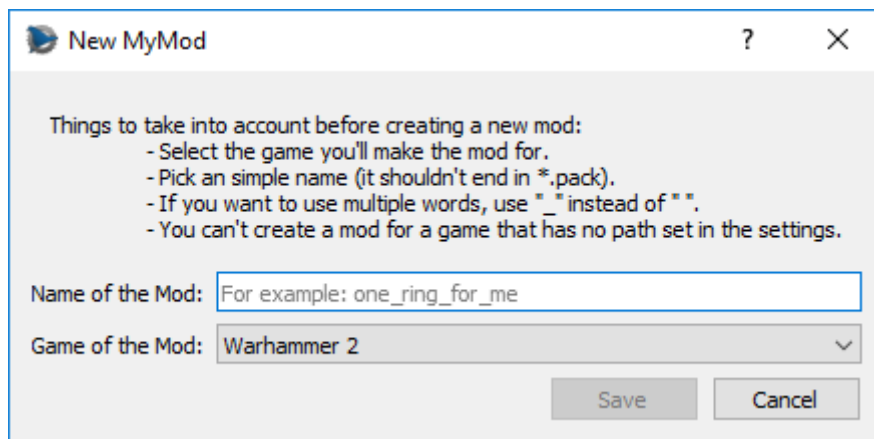 New MyMod
?
Things to take into account before creating a new mod:
- Select the game you'll make the mod for.
- Pick an simple name (it shouldn't end in *.pack).
- If you want to use multiple words, use "_" instead of " ".
- You can't create a mod for a game that has no path set in the settings.
Name of the Mod: For example: one_ring_for_me
Game of the Mod: Warhammer 2
Save Cancel